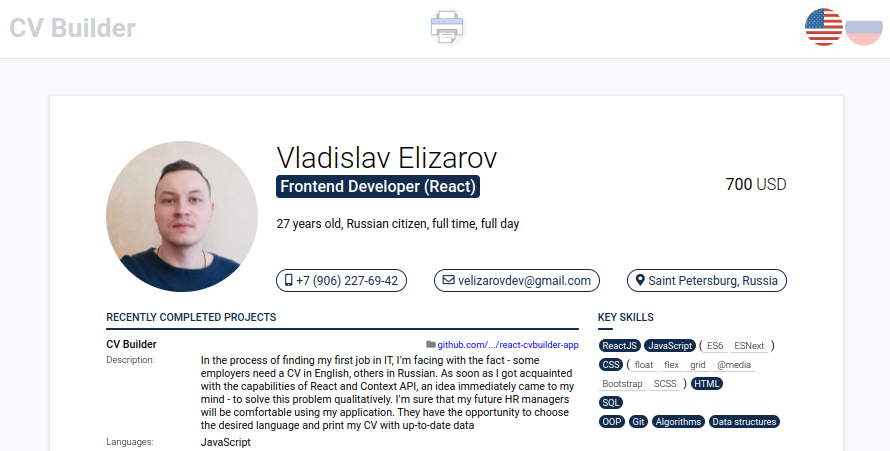 CV Builder
Vladislav Elizarov
Frontend Developer (React)
700 USD
27 years old, Russian citizen, full time, full day
+7 (906) 227-69-42
velizarovdev@gmail.com
Saint Petersburg, Russia
RECENTLY COMPLETED PROJECTS
CV Builder
github.com/.../react-cvbuilder-app
Description:
In the process of finding my first job in IT, I'm facing with the fact - some
employers need a CV in English, others in Russian. As soon as I got acquainted
with the capabilities of React and Context API, an idea immediately came to my
mind - to solve this problem qualitatively. I'm sure that my future HR managers
will be comfortable using my application. They have the opportunity to choose
the desired language and print my CV with up-to-date data
Languages:
JavaScript
KEY SKILLS
ReactJS JavaScript ( ES6 ESNext )
CSS ( float flex grid @media
Bootstrap SCSS ) HTML
SQL
OOP Git Algorithms Data structures